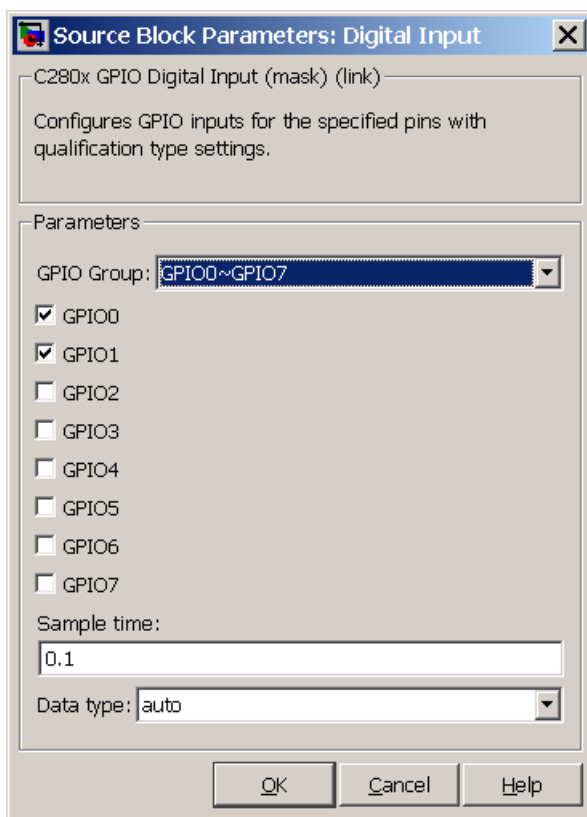 Source Block Parameters: Digital Input
C280x GPIO Digital Input (mask) (link)
Configures GPIO inputs for the specified pins with
qualification type settings.
Parameters
GPIO Group: GPIO0~GPIO7
GPIO0
GPIO1
GPIO2
GPIO3
GPIO4
GPIO5
GPIO6
GPIO7
Sample time:
0.1
Data type: auto
OK Cancel Help